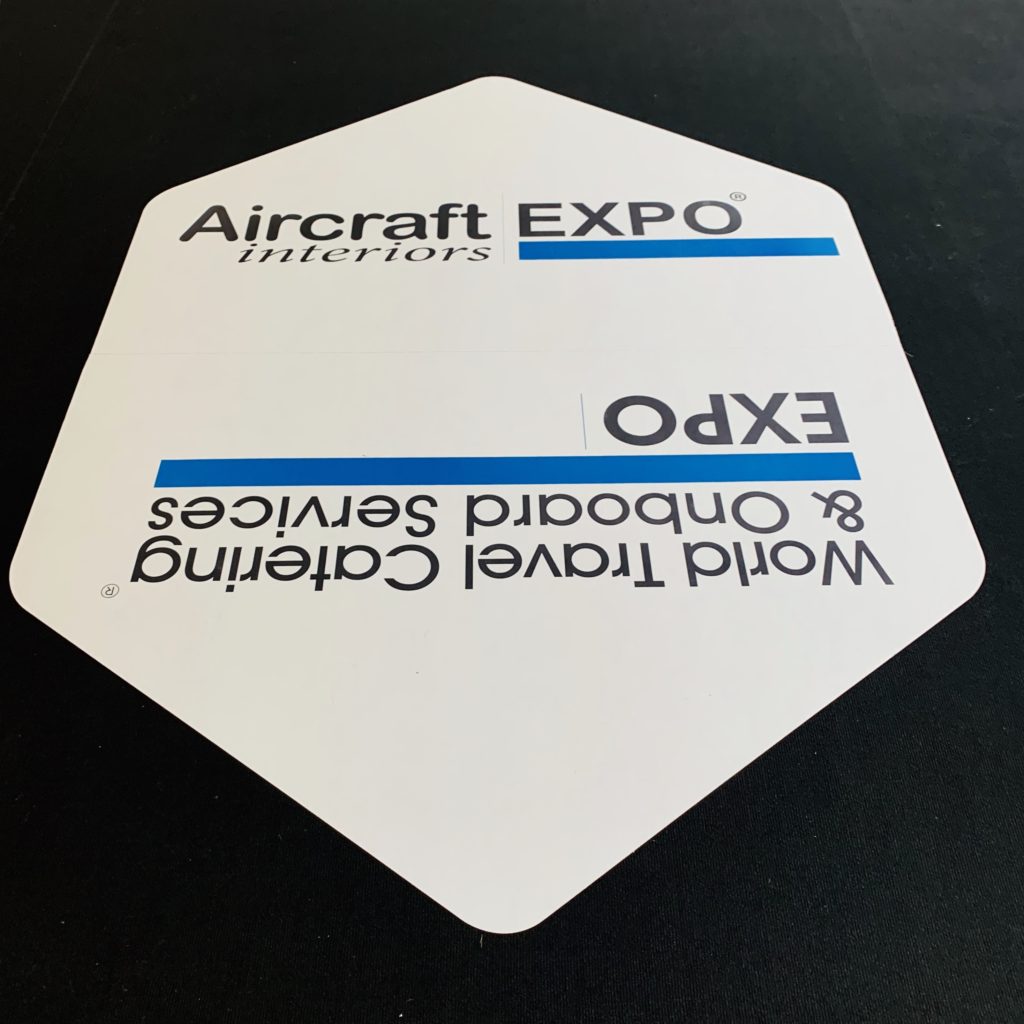 Aircraft EXPO®
interiors
World Travel Catering®
& Onboard Services
EXPO